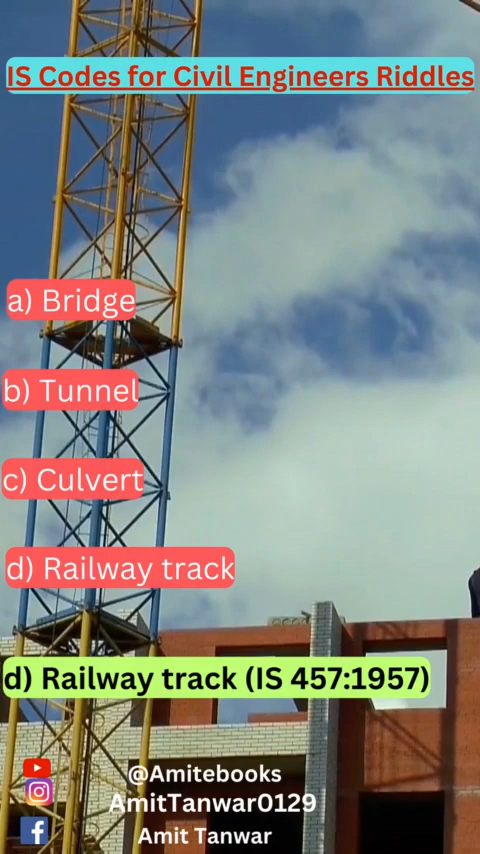 IS Codes for Civil Engineers Riddles
a) Bridge
b) Tunnel
c) Culvert
d) Railway track
d) Railway track (IS 457:1957)
@Amitebooks
AmitTanwar0129
Amit Tanwar